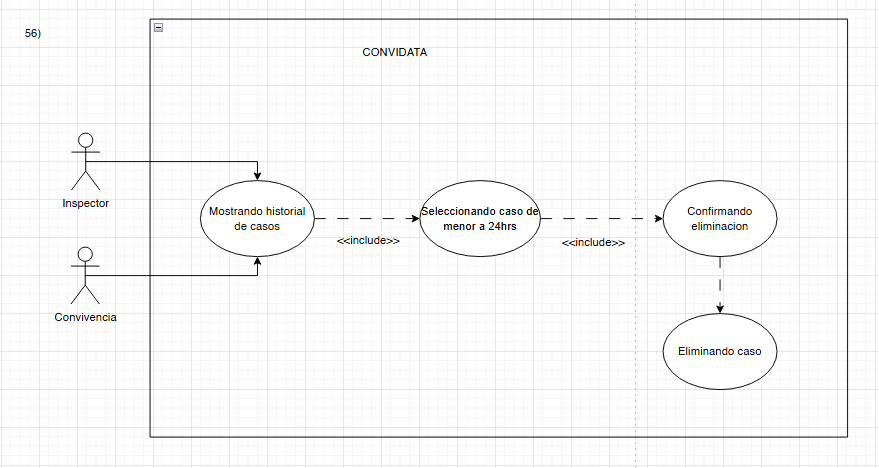 56)
CONVIDATA
Inspector
Mostrando historial
de casos
Seleccionando caso de
menor a 24hrs
Confirmando
eliminacion
<<include>>
<<include>>
Convivencia
Eliminando caso